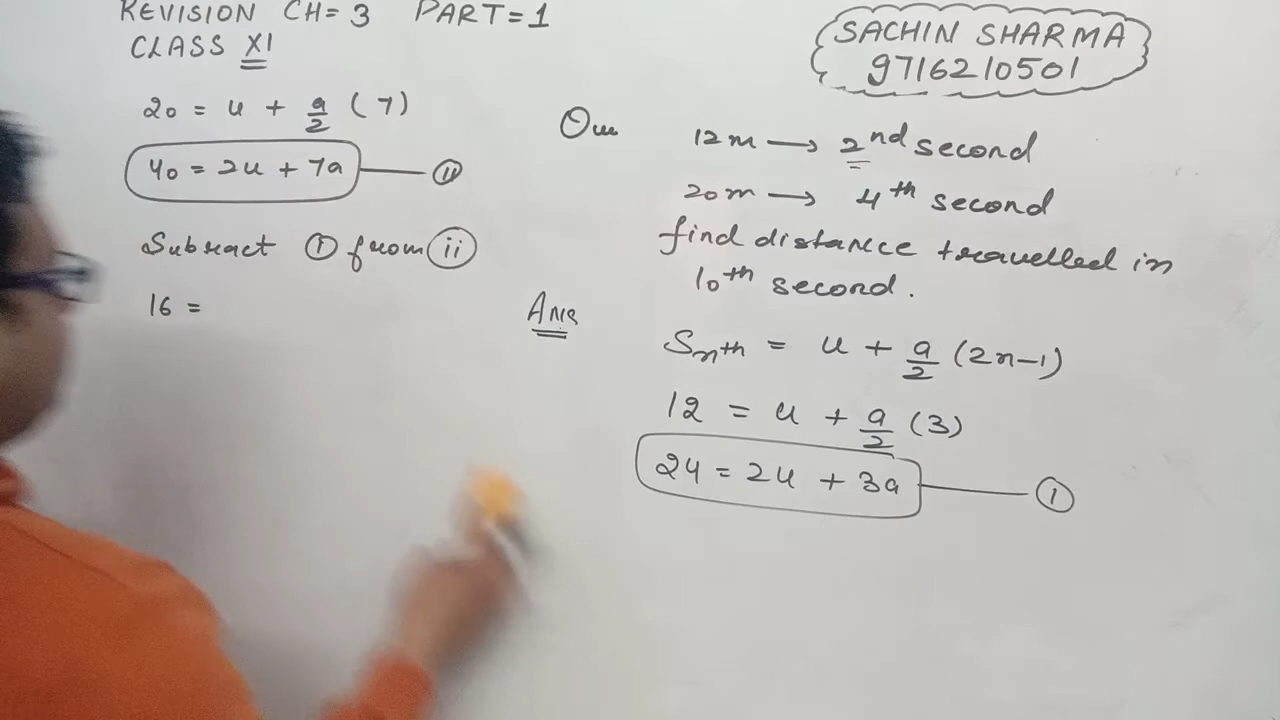 REVISION CH=3 PART=1
CLASS XI
SACHIN SHARMA
9716210501
20 = u + a/2 (7)
40 = 2u + 7a —— (ii)
Subract (i) from (ii)
16 =
Que 12m → 2nd second
20m → 4th second
find distance travelled in
10th second.
Ans
Snth = u + a/2 (2n-1)
12 = u + a/2 (3)
24 = 2u + 3a —— (i)